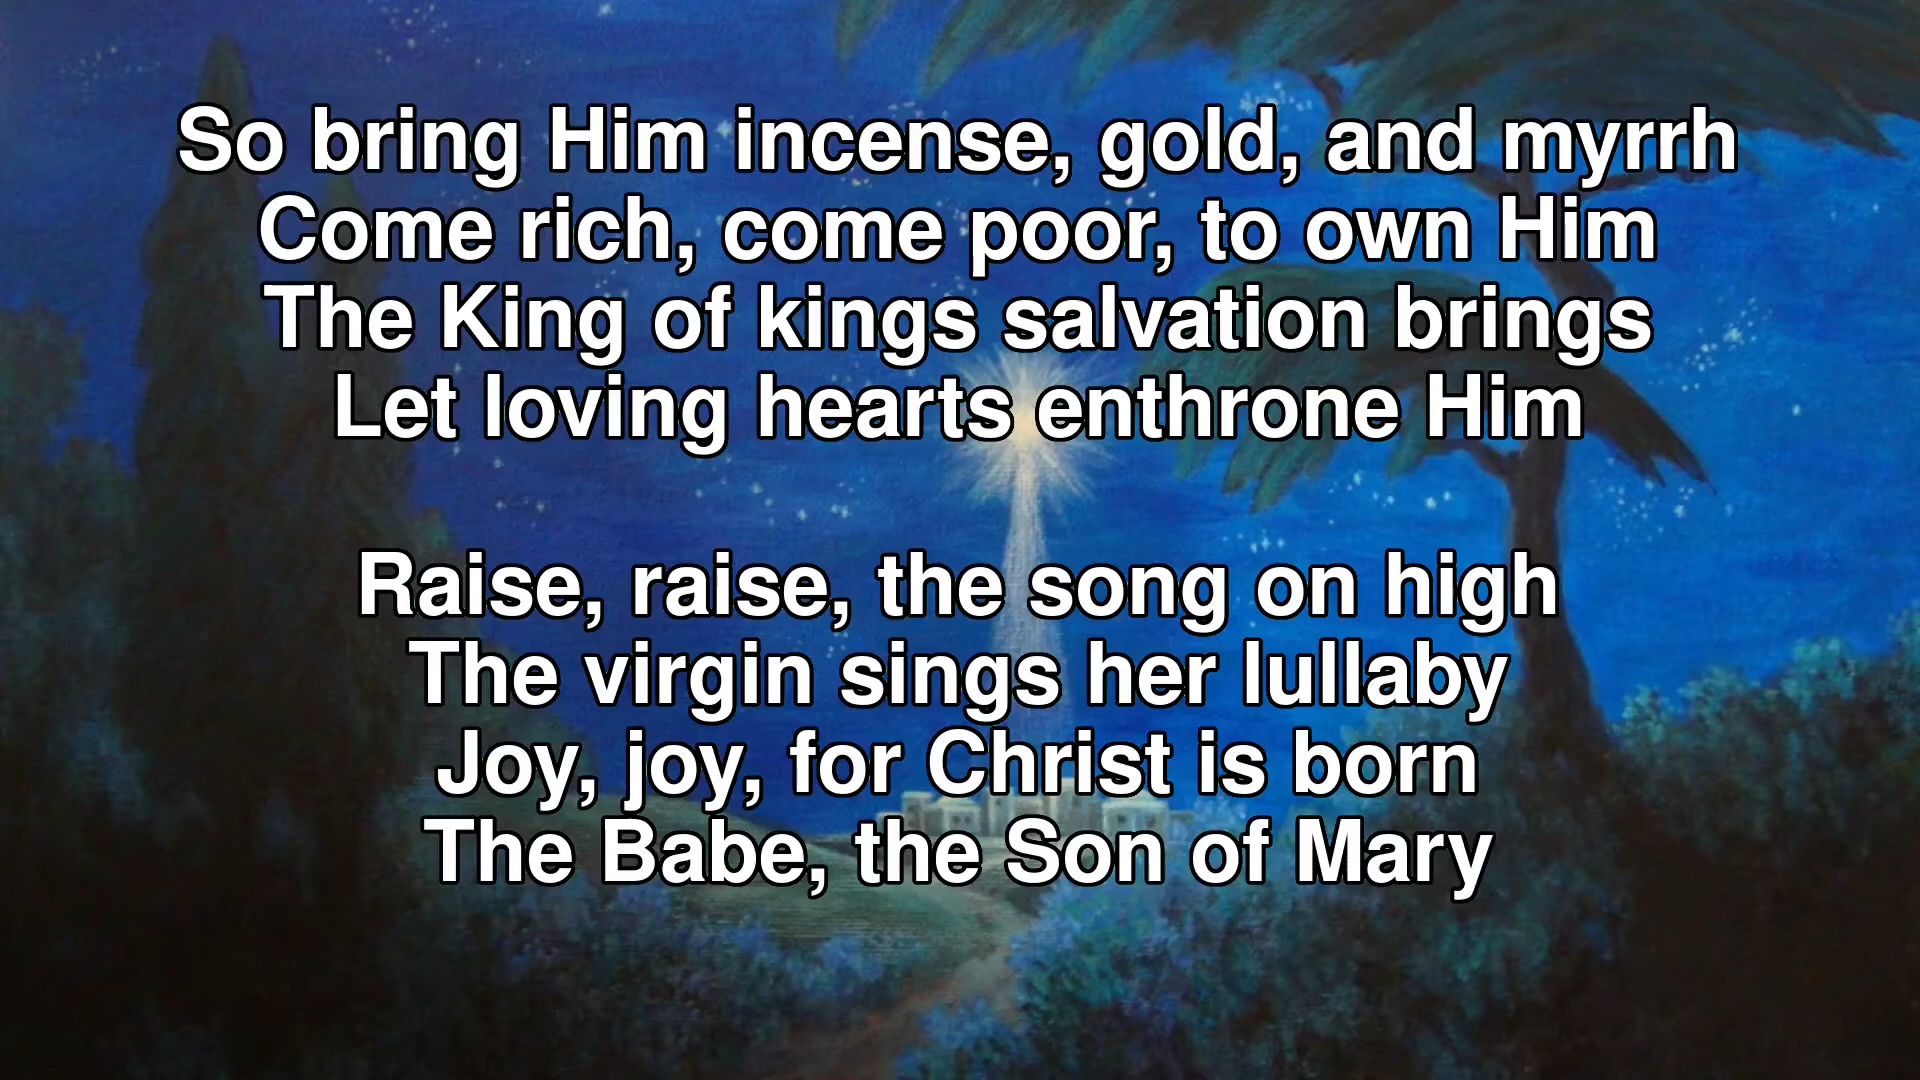 So bring Him incense, gold, and myrrh
Come rich, come poor, to own Him
The King of kings salvation brings
Let loving hearts enthrone Him
Raise, raise, the song on high
The virgin sings her lullaby
Joy, joy, for Christ is born
The Babe, the Son of Mary